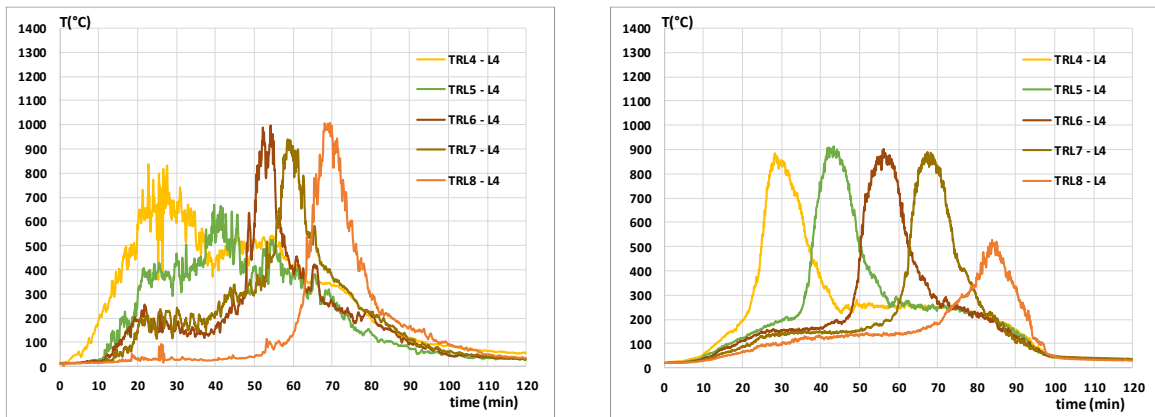 T(°C)
1400
1300
1200
1100
1000
900
800
700
600
500
400
300
200
100
0
0 10 20 30 40 50 60 70 80 90 100 110 120
time (min)
TRL4 - L4
TRL5 - L4
TRL6 - L4
TRL7 - L4
TRL8 - L4
T(°C)
1400
1300
1200
1100
1000
900
800
700
600
500
400
300
200
100
0
0 10 20 30 40 50 60 70 80 90 100 110 120
time (min)
TRL4 - L4
TRL5 - L4
TRL6 - L4
TRL7 - L4
TRL8 - L4